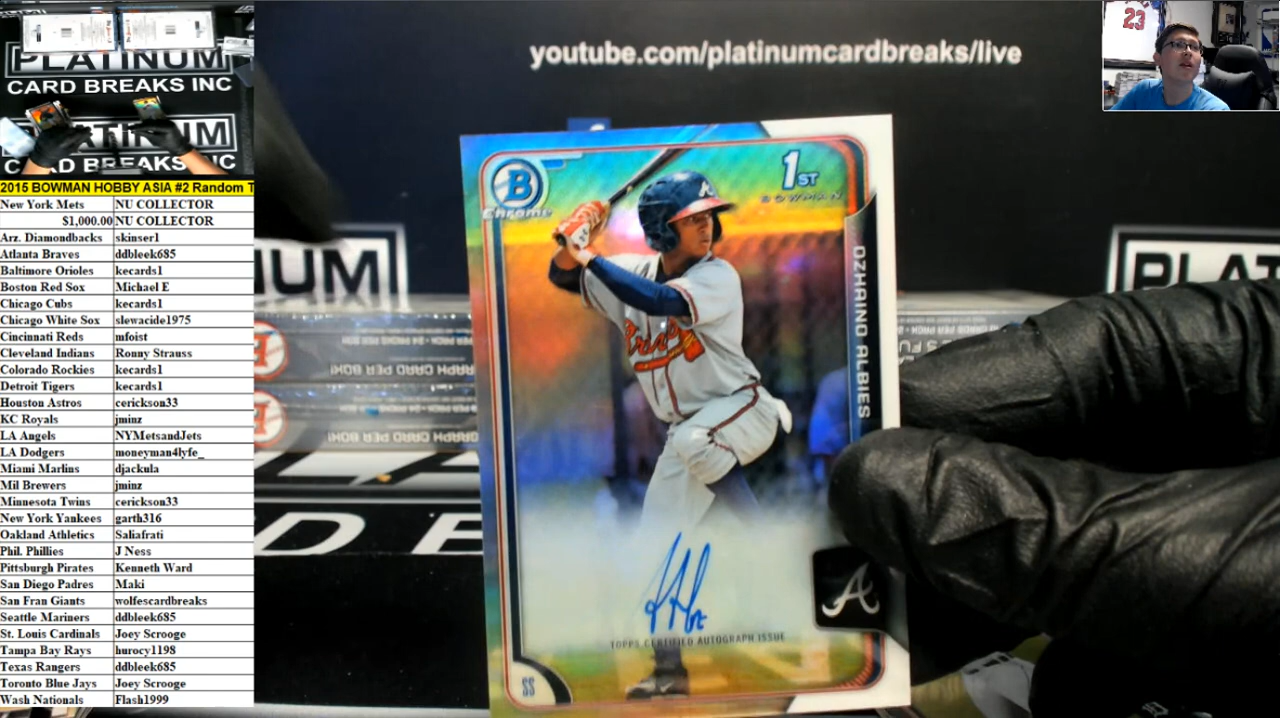 PLATINUM
CARD BREAKS INC
PLATINUM
CARD BREAKS INC
2015 BOWMAN HOBBY ASIA #2 Random T
New York Mets NU COLLECTOR
$1,000.00 NU COLLECTOR
Arz. Diamondbacks skinser1
Atlanta Braves ddbleek685
Baltimore Orioles kecards1
Boston Red Sox Michael E
Chicago Cubs kecards1
Chicago White Sox slewacide1975
Cincinnati Reds mfoist
Cleveland Indians Ronny Strauss
Colorado Rockies kecards1
Detroit Tigers kecards1
Houston Astros cerickson33
KC Royals jminz
LA Angels NYMetsandJets
LA Dodgers moneyman4lyfe_
Miami Marlins djackula
Mil Brewers jminz
Minnesota Twins cerickson33
New York Yankees garth316
Oakland Athletics Saliafrati
Phil. Phillies J Ness
Pittsburgh Pirates Kenneth Ward
San Diego Padres Maki
San Fran Giants wolfescardbreaks
Seattle Mariners ddbleek685
St. Louis Cardinals Joey Scrooge
Tampa Bay Rays hurocy1198
Texas Rangers ddbleek685
Toronto Blue Jays Joey Scrooge
Wash Nationals Flash1999
youtube.com/platinumcardbreaks/live
23
B
Chrome
1ST
BOWMAN
OZHAINO ALBIES
A
Braves
TOPPS CERTIFIED AUTOGRAPH ISSUE
SS
A
NUM
PLAT
D B